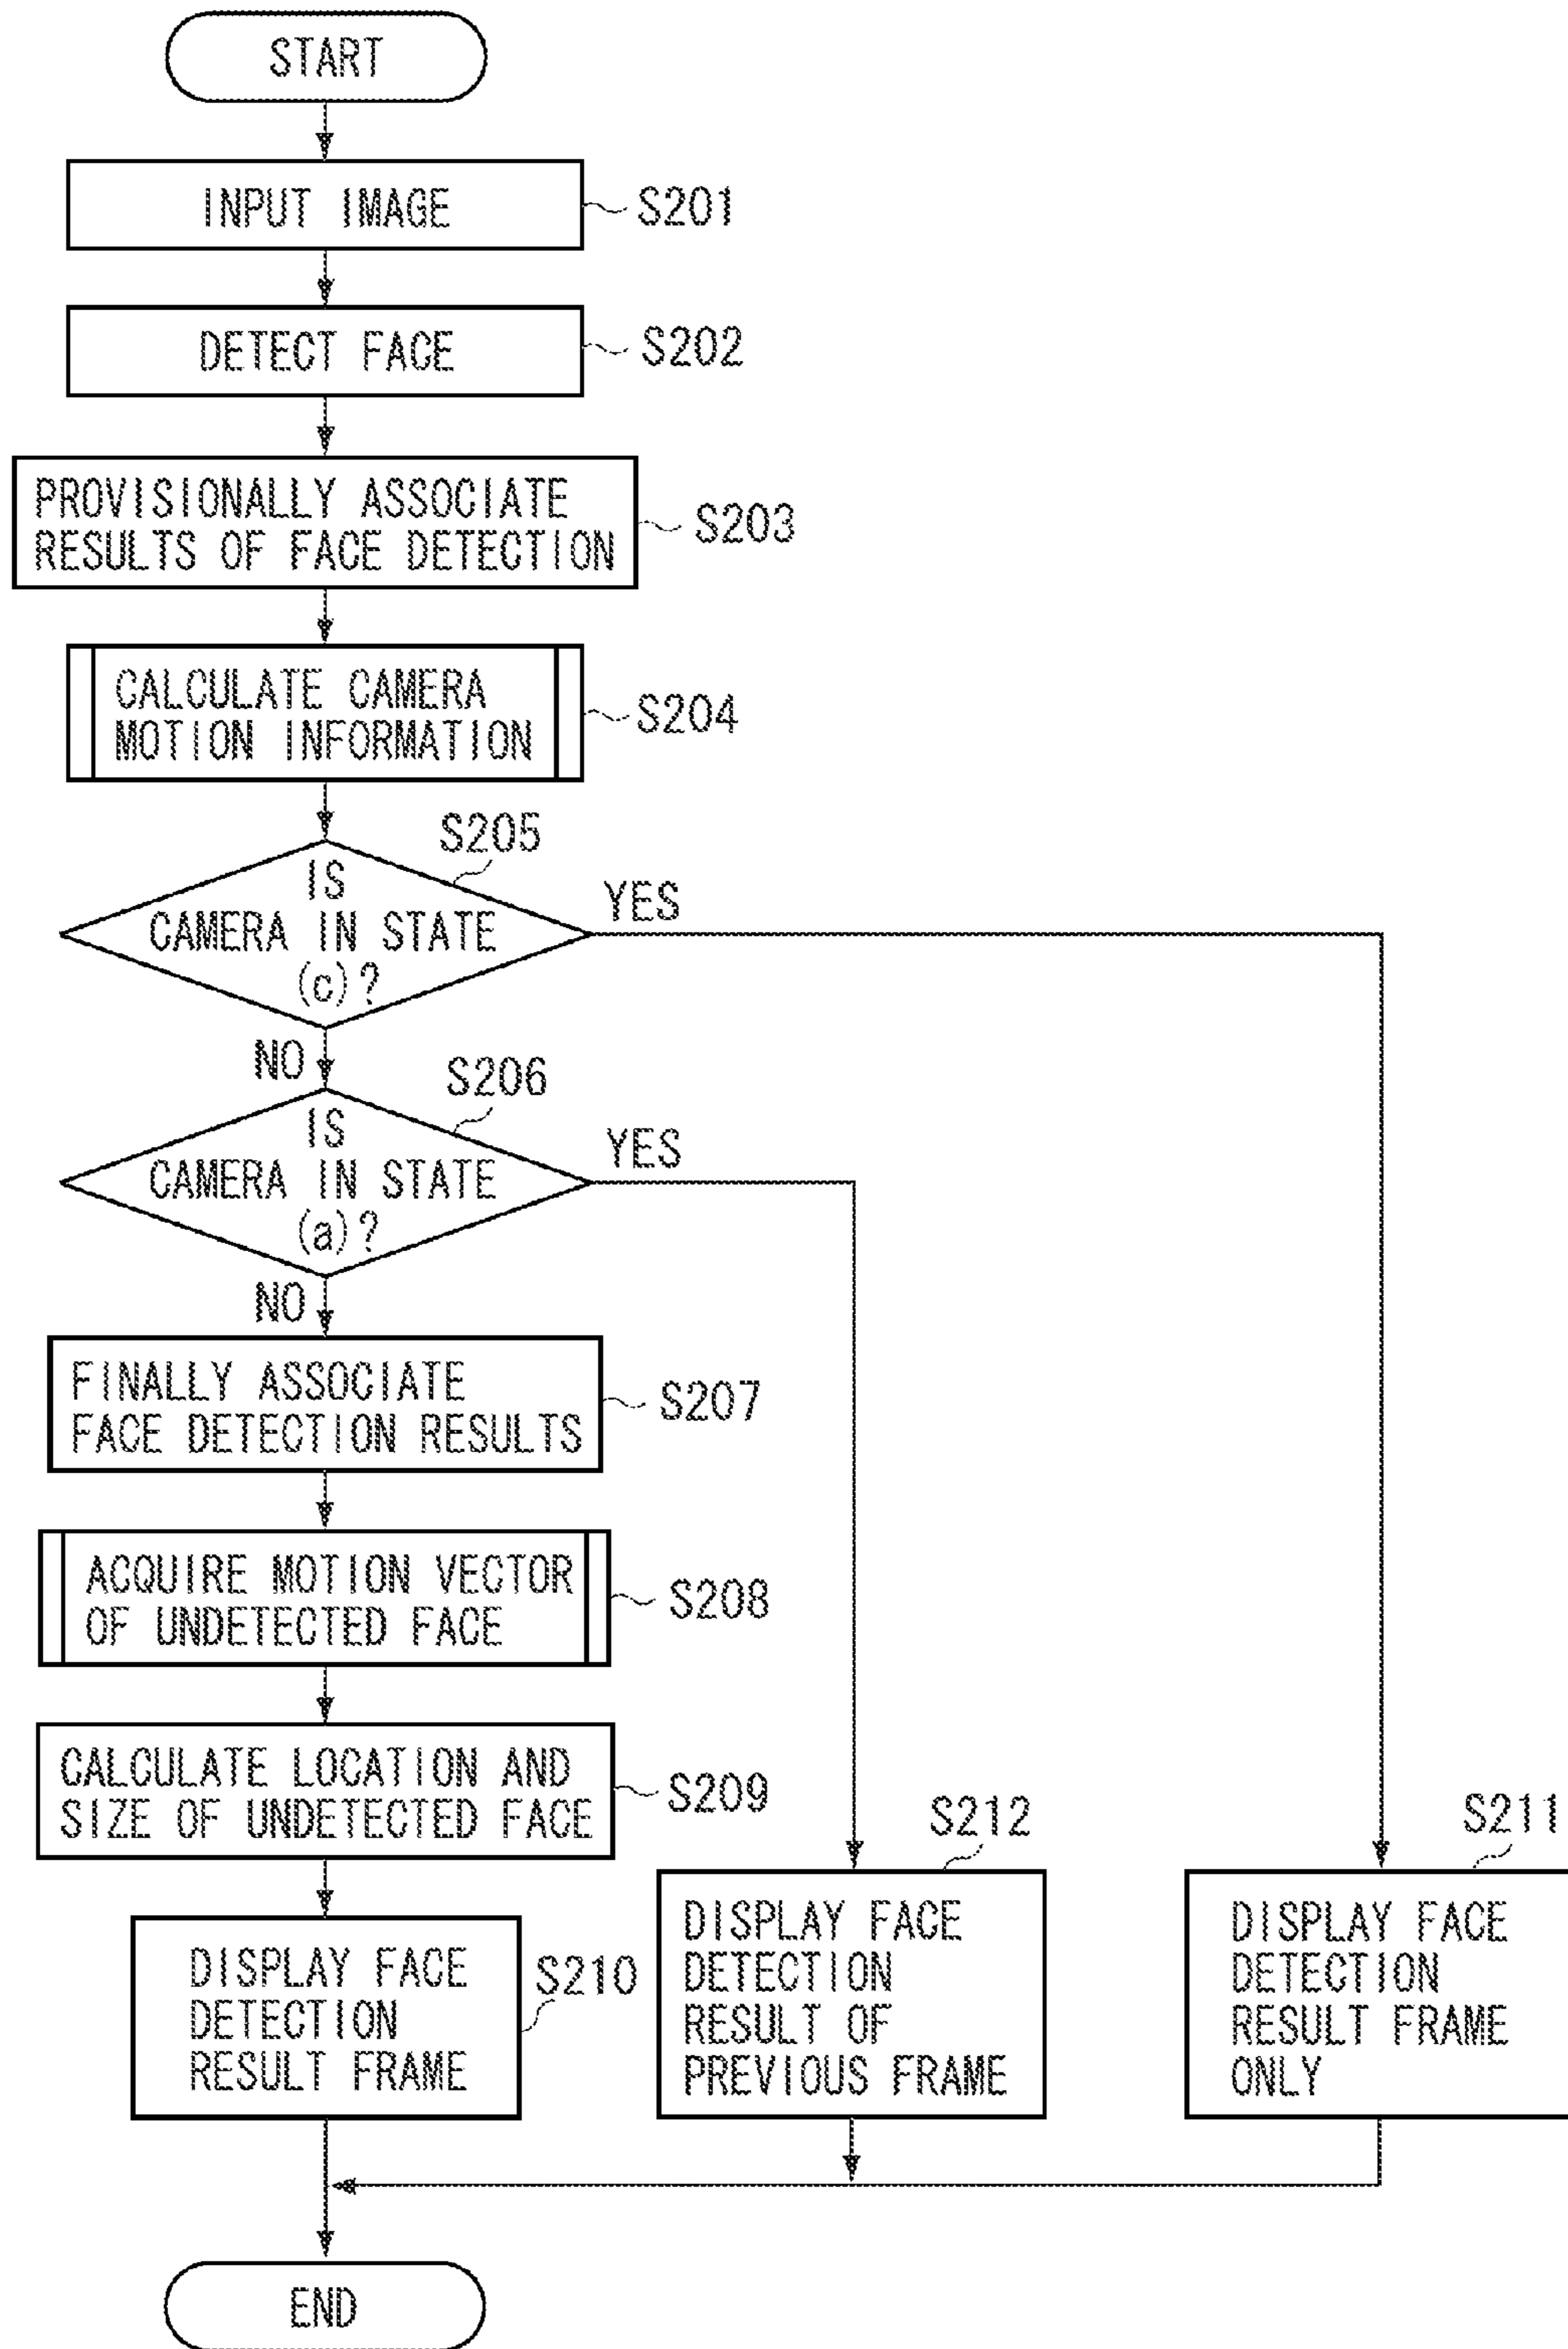 START
INPUT IMAGE
S201
DETECT FACE
S202
PROVISIONALLY ASSOCIATE
RESULTS OF FACE DETECTION
S203
CALCULATE CAMERA
MOTION INFORMATION
S204
S205
IS
CAMERA IN STATE
(c)?
YES
NO
S206
IS
CAMERA IN STATE
(a)?
YES
NO
FINALLY ASSOCIATE
FACE DETECTION RESULTS
S207
ACQUIRE MOTION VECTOR
OF UNDETECTED FACE
S208
CALCULATE LOCATION AND
SIZE OF UNDETECTED FACE
S209
DISPLAY FACE
DETECTION
RESULT FRAME
S210
S212
DISPLAY FACE
DETECTION
RESULT OF
PREVIOUS FRAME
S211
DISPLAY FACE
DETECTION
RESULT FRAME
ONLY
END